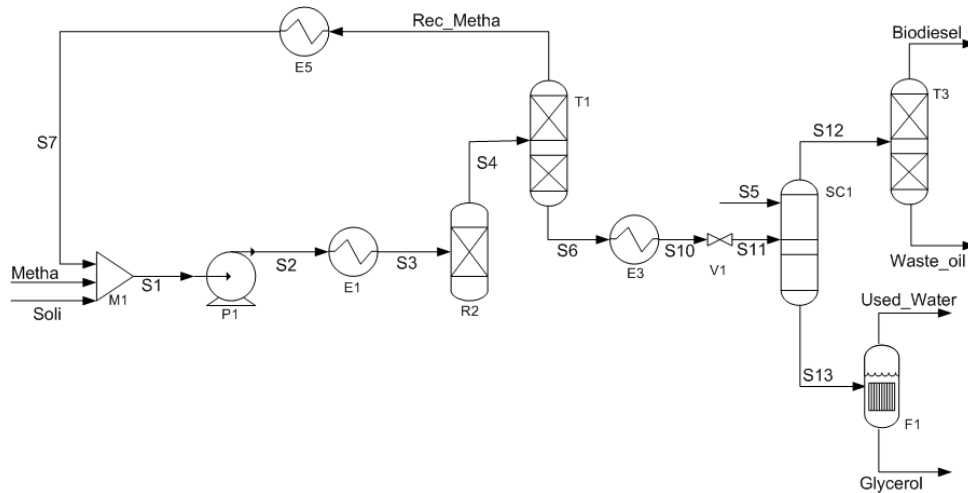 Rec_Metha
E5
Biodiesel
T1
T3
S7
S12
S4
S5
SC1
S2
S3
S6
S10
S11
Metha
S1
M1
E1
E3
V1
Waste_oil
Soli
P1
R2
Used_Water
S13
F1
Glycerol